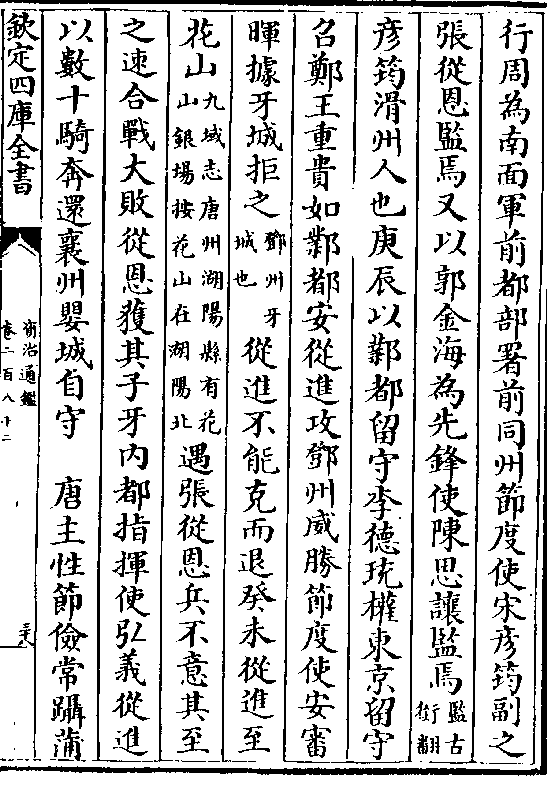 行周為南面軍前都部署前同州節度使宋彦筠副之
張從恩監焉又以郭金海為先鋒使陳思讓監焉監古銜翻
彦筠滑州人也庚辰以鄴都留守李德珫權東京留守
召鄭王重貴如鄴都安從進攻鄧州威勝節度使安審
暉據牙城拒之鄧州牙城也從進不能克而退癸未從進至
花山九域志唐州湖陽縣有花山銀場按花山在湖陽北遇張從恩兵不意其至
之速合戰大敗從恩獲其子牙内都指揮使弘義從進
以數十騎奔還襄州嬰城自守　唐主性節儉常躡蒲
欽定四庫全書
資治通鑑
卷二百八十二